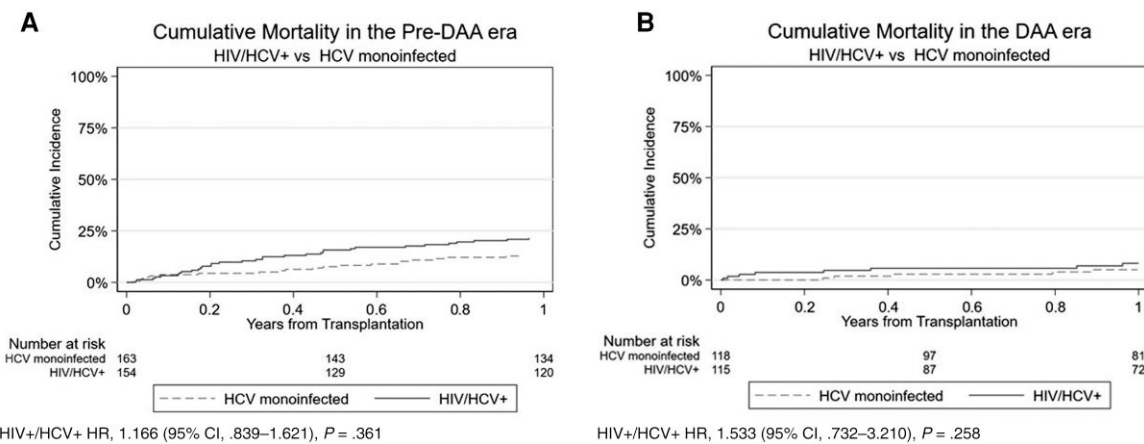 A
Cumulative Mortality in the Pre-DAA era
HIV/HCV+ vs HCV monoinfected
100%
75%
50%
25%
0%
Cumulative Incidence
0 0.2 0.4 0.6 0.8 1
Years from Transplantation
Number at risk
HCV monoinfected 163 143 134
HIV/HCV+ 154 129 120
HCV monoinfected HIV/HCV+
HIV+/HCV+ HR, 1.166 (95% CI, .839–1.621), P = .361
B
Cumulative Mortality in the DAA era
HIV/HCV+ vs HCV monoinfected
100%
75%
50%
25%
0%
Cumulative Incidence
0 0.2 0.4 0.6 0.8 1
Years from Transplantation
Number at risk
HCV monoinfected 118 97 81
HIV/HCV+ 115 87 72
HCV monoinfected HIV/HCV+
HIV+/HCV+ HR, 1.533 (95% CI, .732–3.210), P = .258